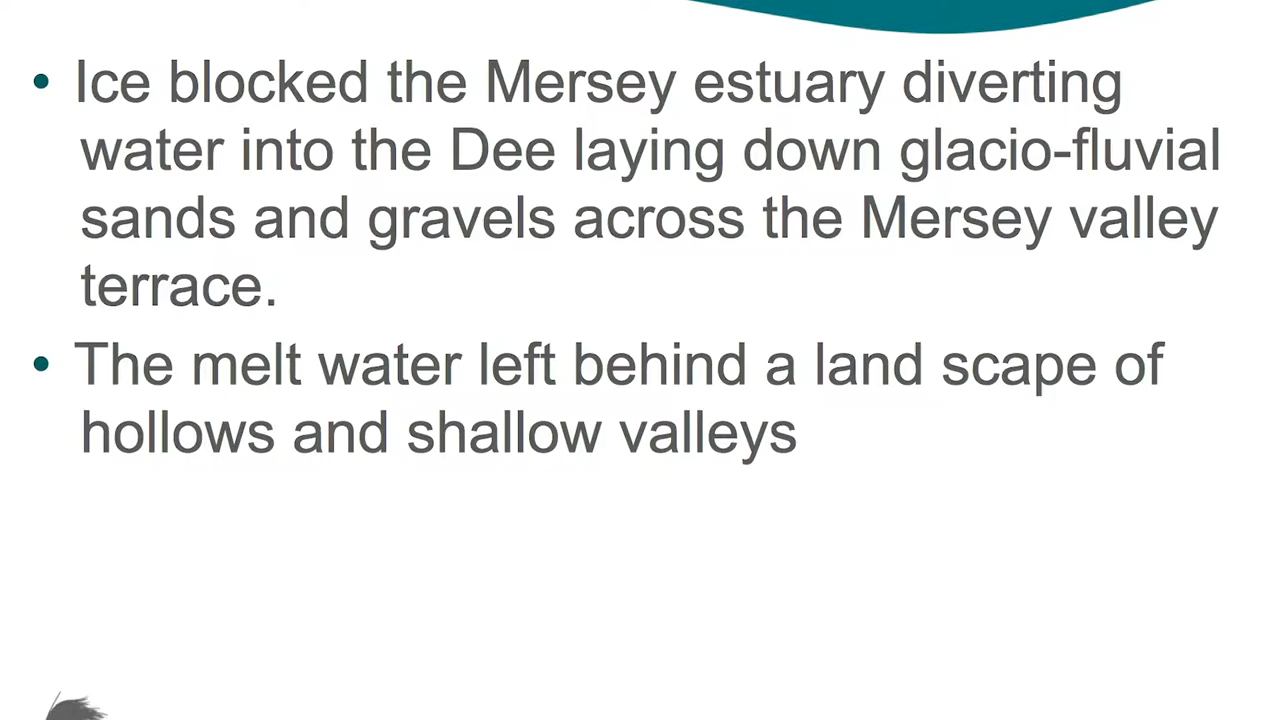 • Ice blocked the Mersey estuary diverting
water into the Dee laying down glacio-fluvial
sands and gravels across the Mersey valley
terrace.
• The melt water left behind a land scape of
hollows and shallow valleys